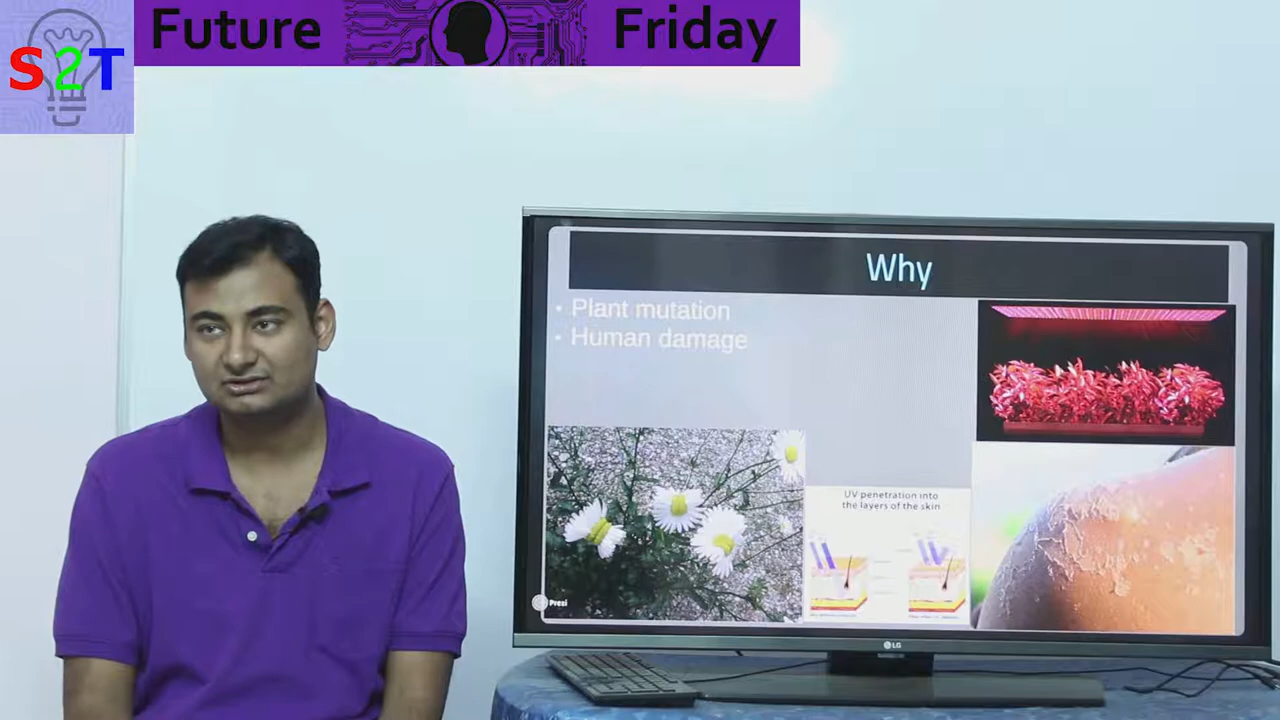 Future Friday
S2T
Why
• Plant mutation
• Human damage
UV penetration into
the layers of the skin
Prezi
LG